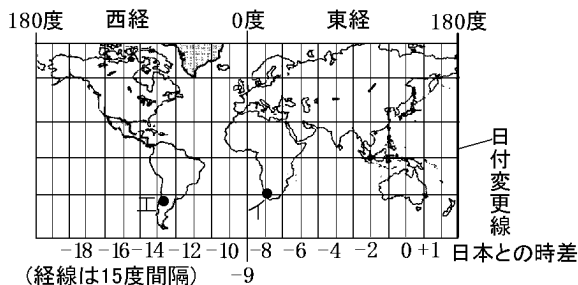 180度 西経 0度 東経 180度
日付変更線
エ
ー
-18 -16 -14 -12 -10 -8 -6 -4 -2 0 +1 日本との時差
(経線は15度間隔) -9